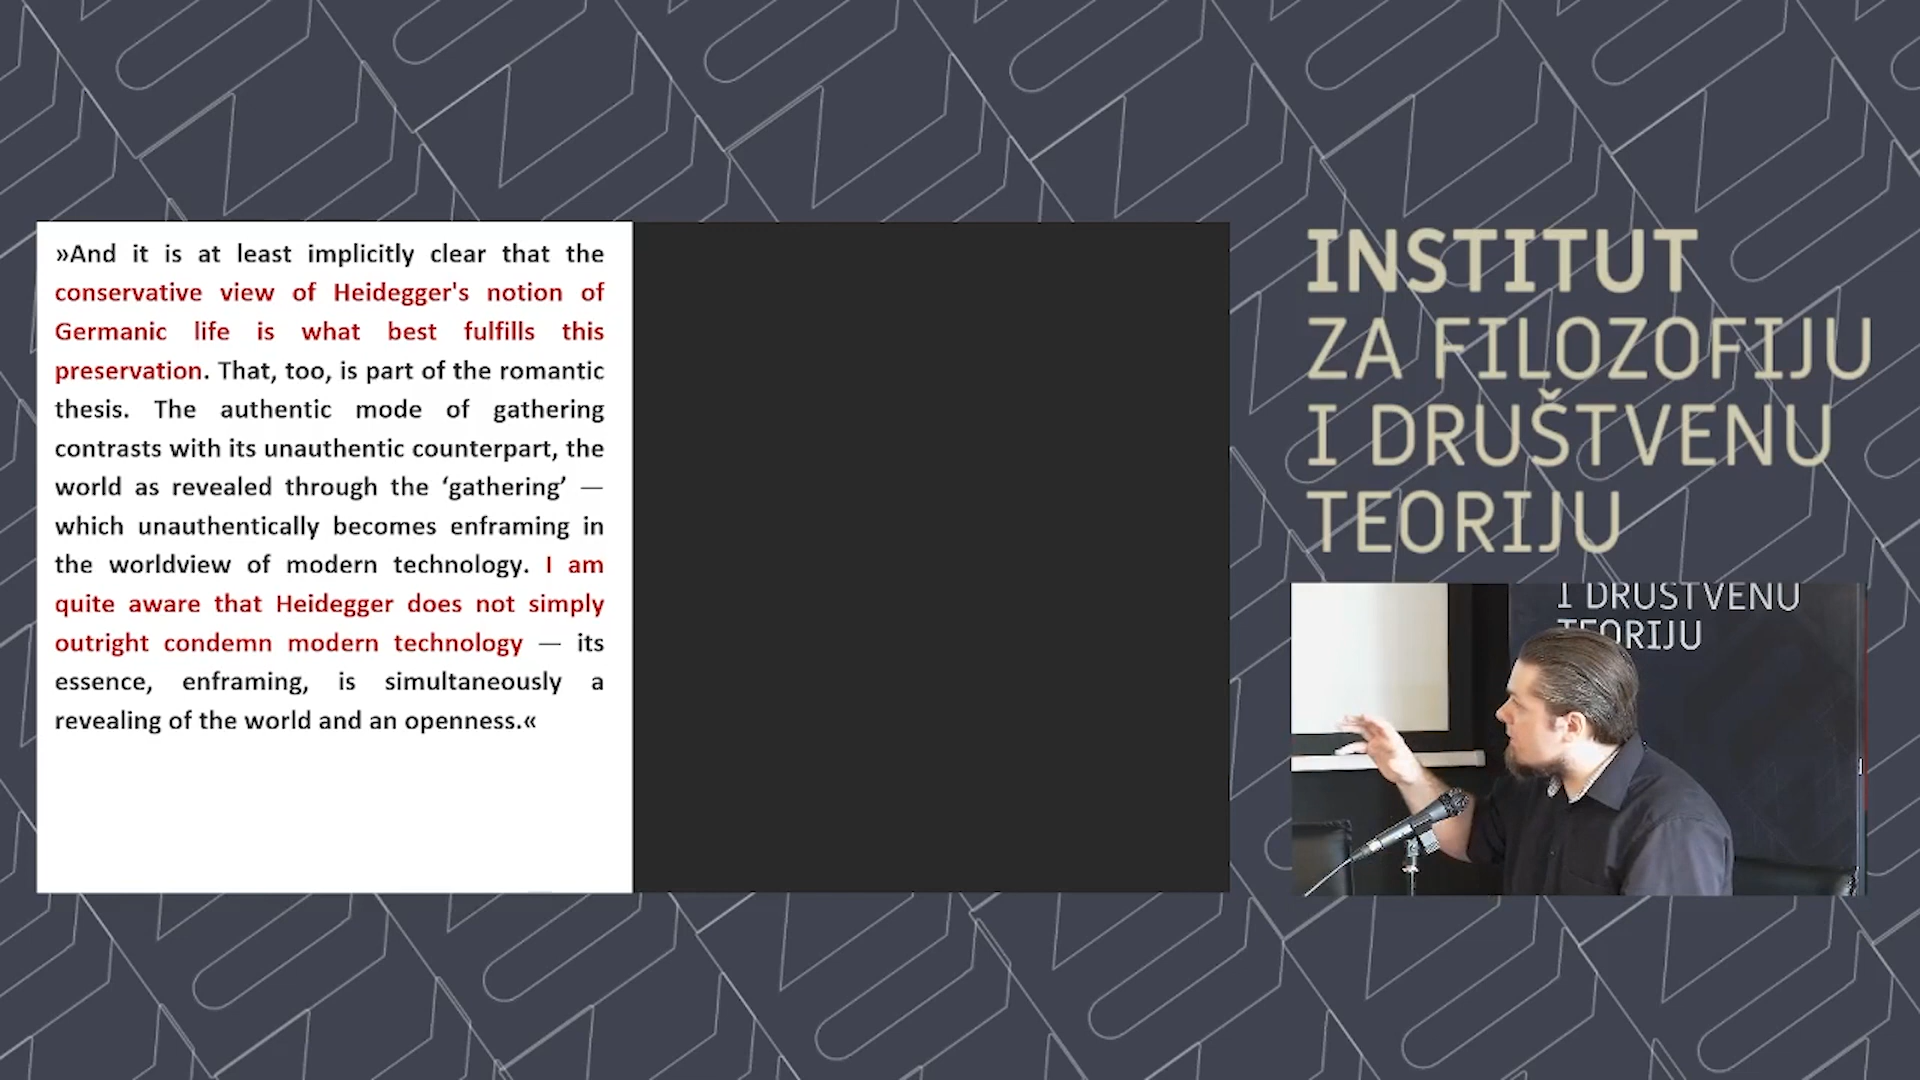 »And it is at least implicitly clear that the
conservative view of Heidegger's notion of
Germanic life is what best fulfills this
preservation. That, too, is part of the romantic
thesis. The authentic mode of gathering
contrasts with its unauthentic counterpart, the
world as revealed through the ‘gathering’ —
which unauthentically becomes enframing in
the worldview of modern technology. I am
quite aware that Heidegger does not simply
outright condemn modern technology — its
essence, enframing, is simultaneously a
revealing of the world and an openness.«
INSTITUT
ZA FILOZOFIJU
I DRUŠTVENU
TEORIJU
I DRUŠTVENU
TEORIJU